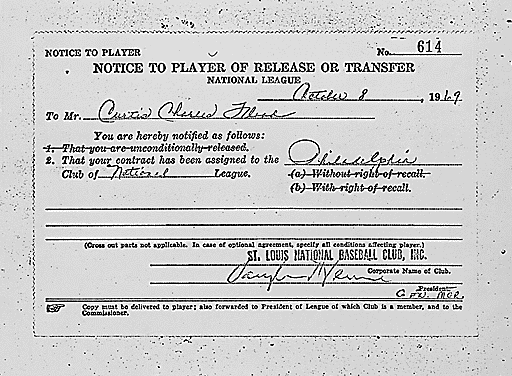 NOTICE TO PLAYER No. 614
NOTICE TO PLAYER OF RELEASE OR TRANSFER
NATIONAL LEAGUE
October 8, 1969
To Mr. Curtis Charles Flood
You are hereby notified as follows:
1. That you are unconditionally released.
2. That your contract has been assigned to the Philadelphia
Club of National League. (a) Without right of recall.
(b) With right of recall.
(Cross out parts not applicable. In case of optional agreement, specify all conditions affecting player.)
ST. LOUIS NATIONAL BASEBALL CLUB, INC.
Corporate Name of Club.
President.
Gen. MGR.
Copy must be delivered to player; also forwarded to President of League of which Club is a member, and to the
Commissioner.